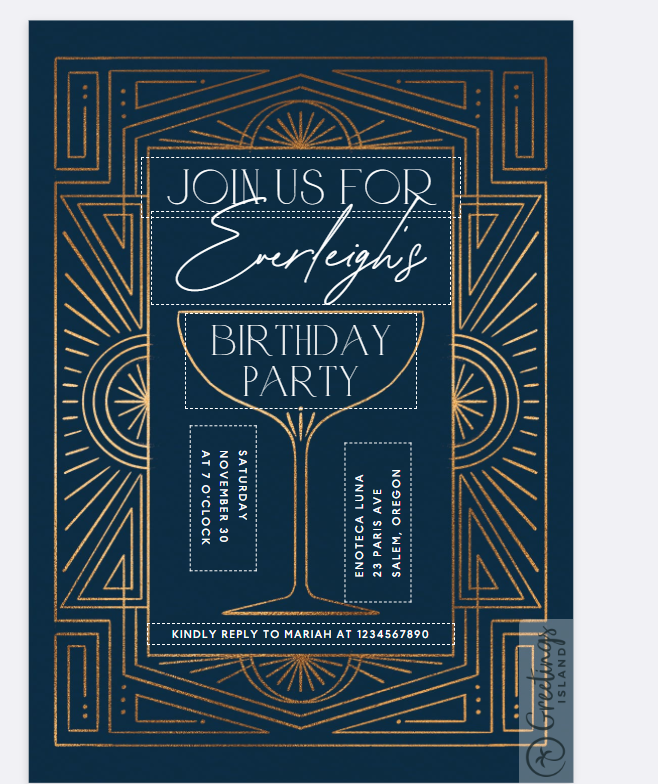 JOIN US FOR
Everleigh's
BIRTHDAY
PARTY
SATURDAY
NOVEMBER 30
AT 7 O'CLOCK
ENOTECA LUNA
23 PARIS AVE
SALEM, OREGON
KINDLY REPLY TO MARIAH AT 1234567890
Greetings
ISLAND